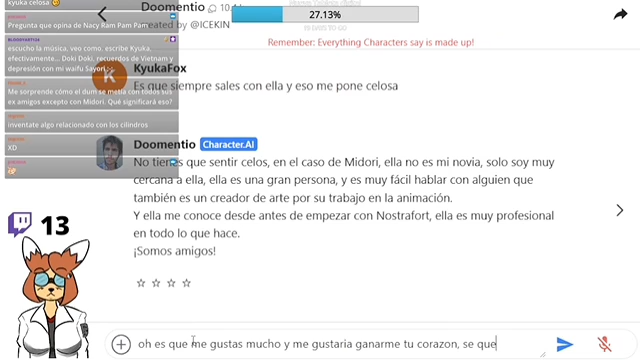 kyuka celosa
Pregunta que opina de Nacy Ram Pam Pam
escucho la música, veo como, escribe Kyuka,
efectivamente... Doki Doki, recuerdos de Vietnam y
depresión con mi waifu Sayori
Me sorprende cómo el dum se metía con todos sus
ex amigos excepto con Midori. Qué significará eso?
inventate algo relacionado con los cilindros
XD
Doomentio
created by @ICEKIN
27.13%
Remember: Everything Characters say is made up!
K
KyukaFox
Es que siempre sales con ella y eso me pone celosa
Doomentio Character.AI
No tienes que sentir celos, en el caso de Midori, ella no es mi novia, solo soy muy
cercana a ella, ella es una gran persona, y es muy fácil hablar con alguien que
también es un creador de arte por su trabajo en la animación.
Y ella me conoce desde antes de empezar con Nostrafort, ella es muy profesional
en todo lo que hace.
¡Somos amigos!
13
oh es que me gustas mucho y me gustaria ganarme tu corazon, se que